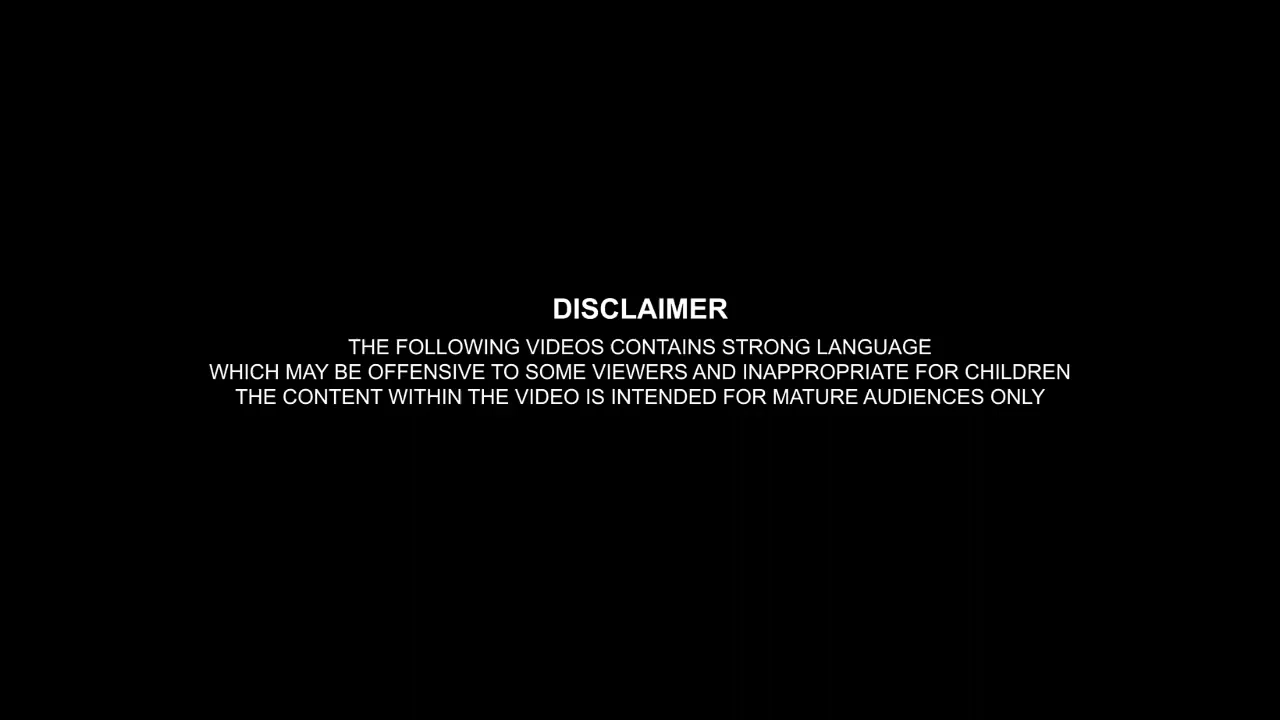 DISCLAIMER
THE FOLLOWING VIDEOS CONTAINS STRONG LANGUAGE
WHICH MAY BE OFFENSIVE TO SOME VIEWERS AND INAPPROPRIATE FOR CHILDREN
THE CONTENT WITHIN THE VIDEO IS INTENDED FOR MATURE AUDIENCES ONLY